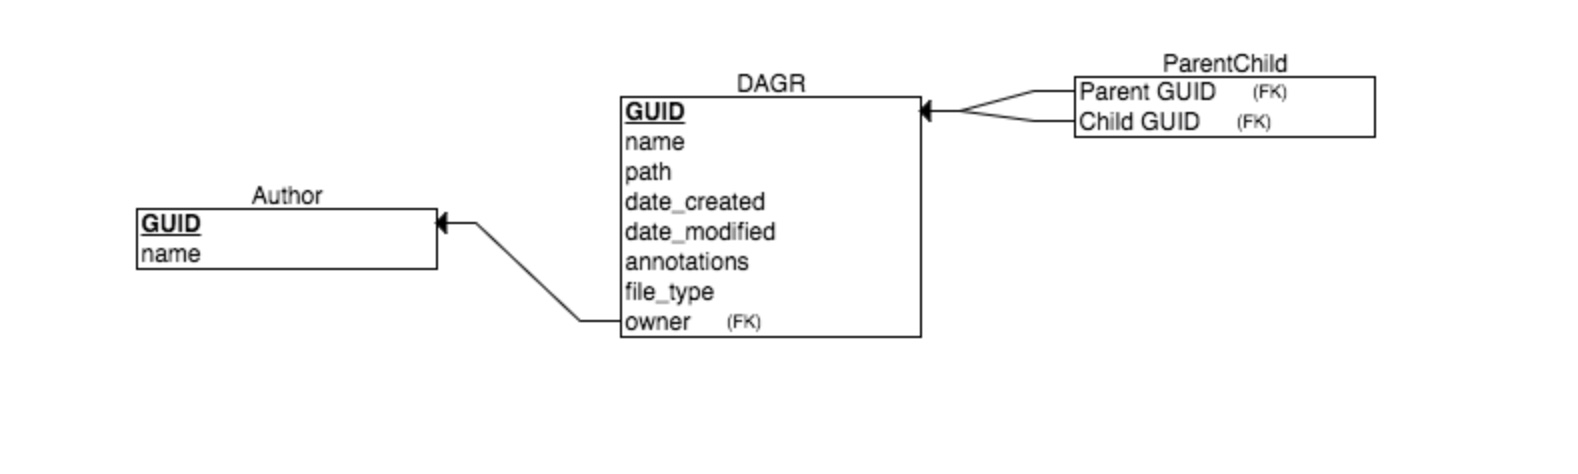 Author
GUID
name
DAGR
GUID
name
path
date_created
date_modified
annotations
file_type
owner (FK)
ParentChild
Parent GUID (FK)
Child GUID (FK)